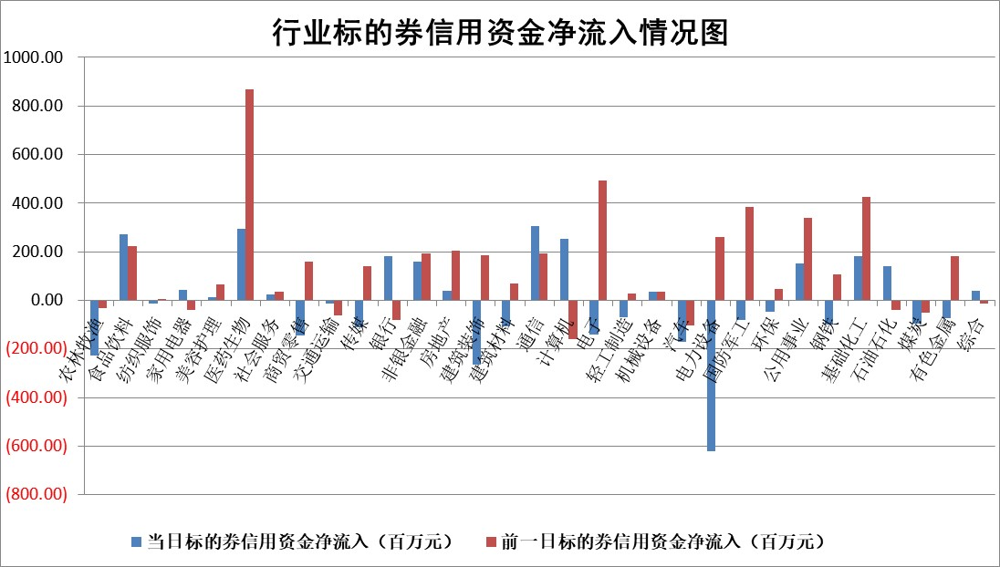 行业标的券信用资金净流入情况图
1000.00
800.00
600.00
400.00
200.00
0.00
(200.00)
(400.00)
(600.00)
(800.00)
农林牧渔
食品饮料
纺织服饰
家用电器
美容护理
医药生物
社会服务
商贸零售
交通运输
传媒
银行
非银金融
房地产
建筑装饰
建筑材料
通信
计算机
电子
轻工制造
机械设备
汽车
电力设备
国防军工
环保
公用事业
钢铁
基础化工
石油石化
煤炭
有色金属
综合
当日标的券信用资金净流入（百万元） 前一日标的券信用资金净流入（百万元）